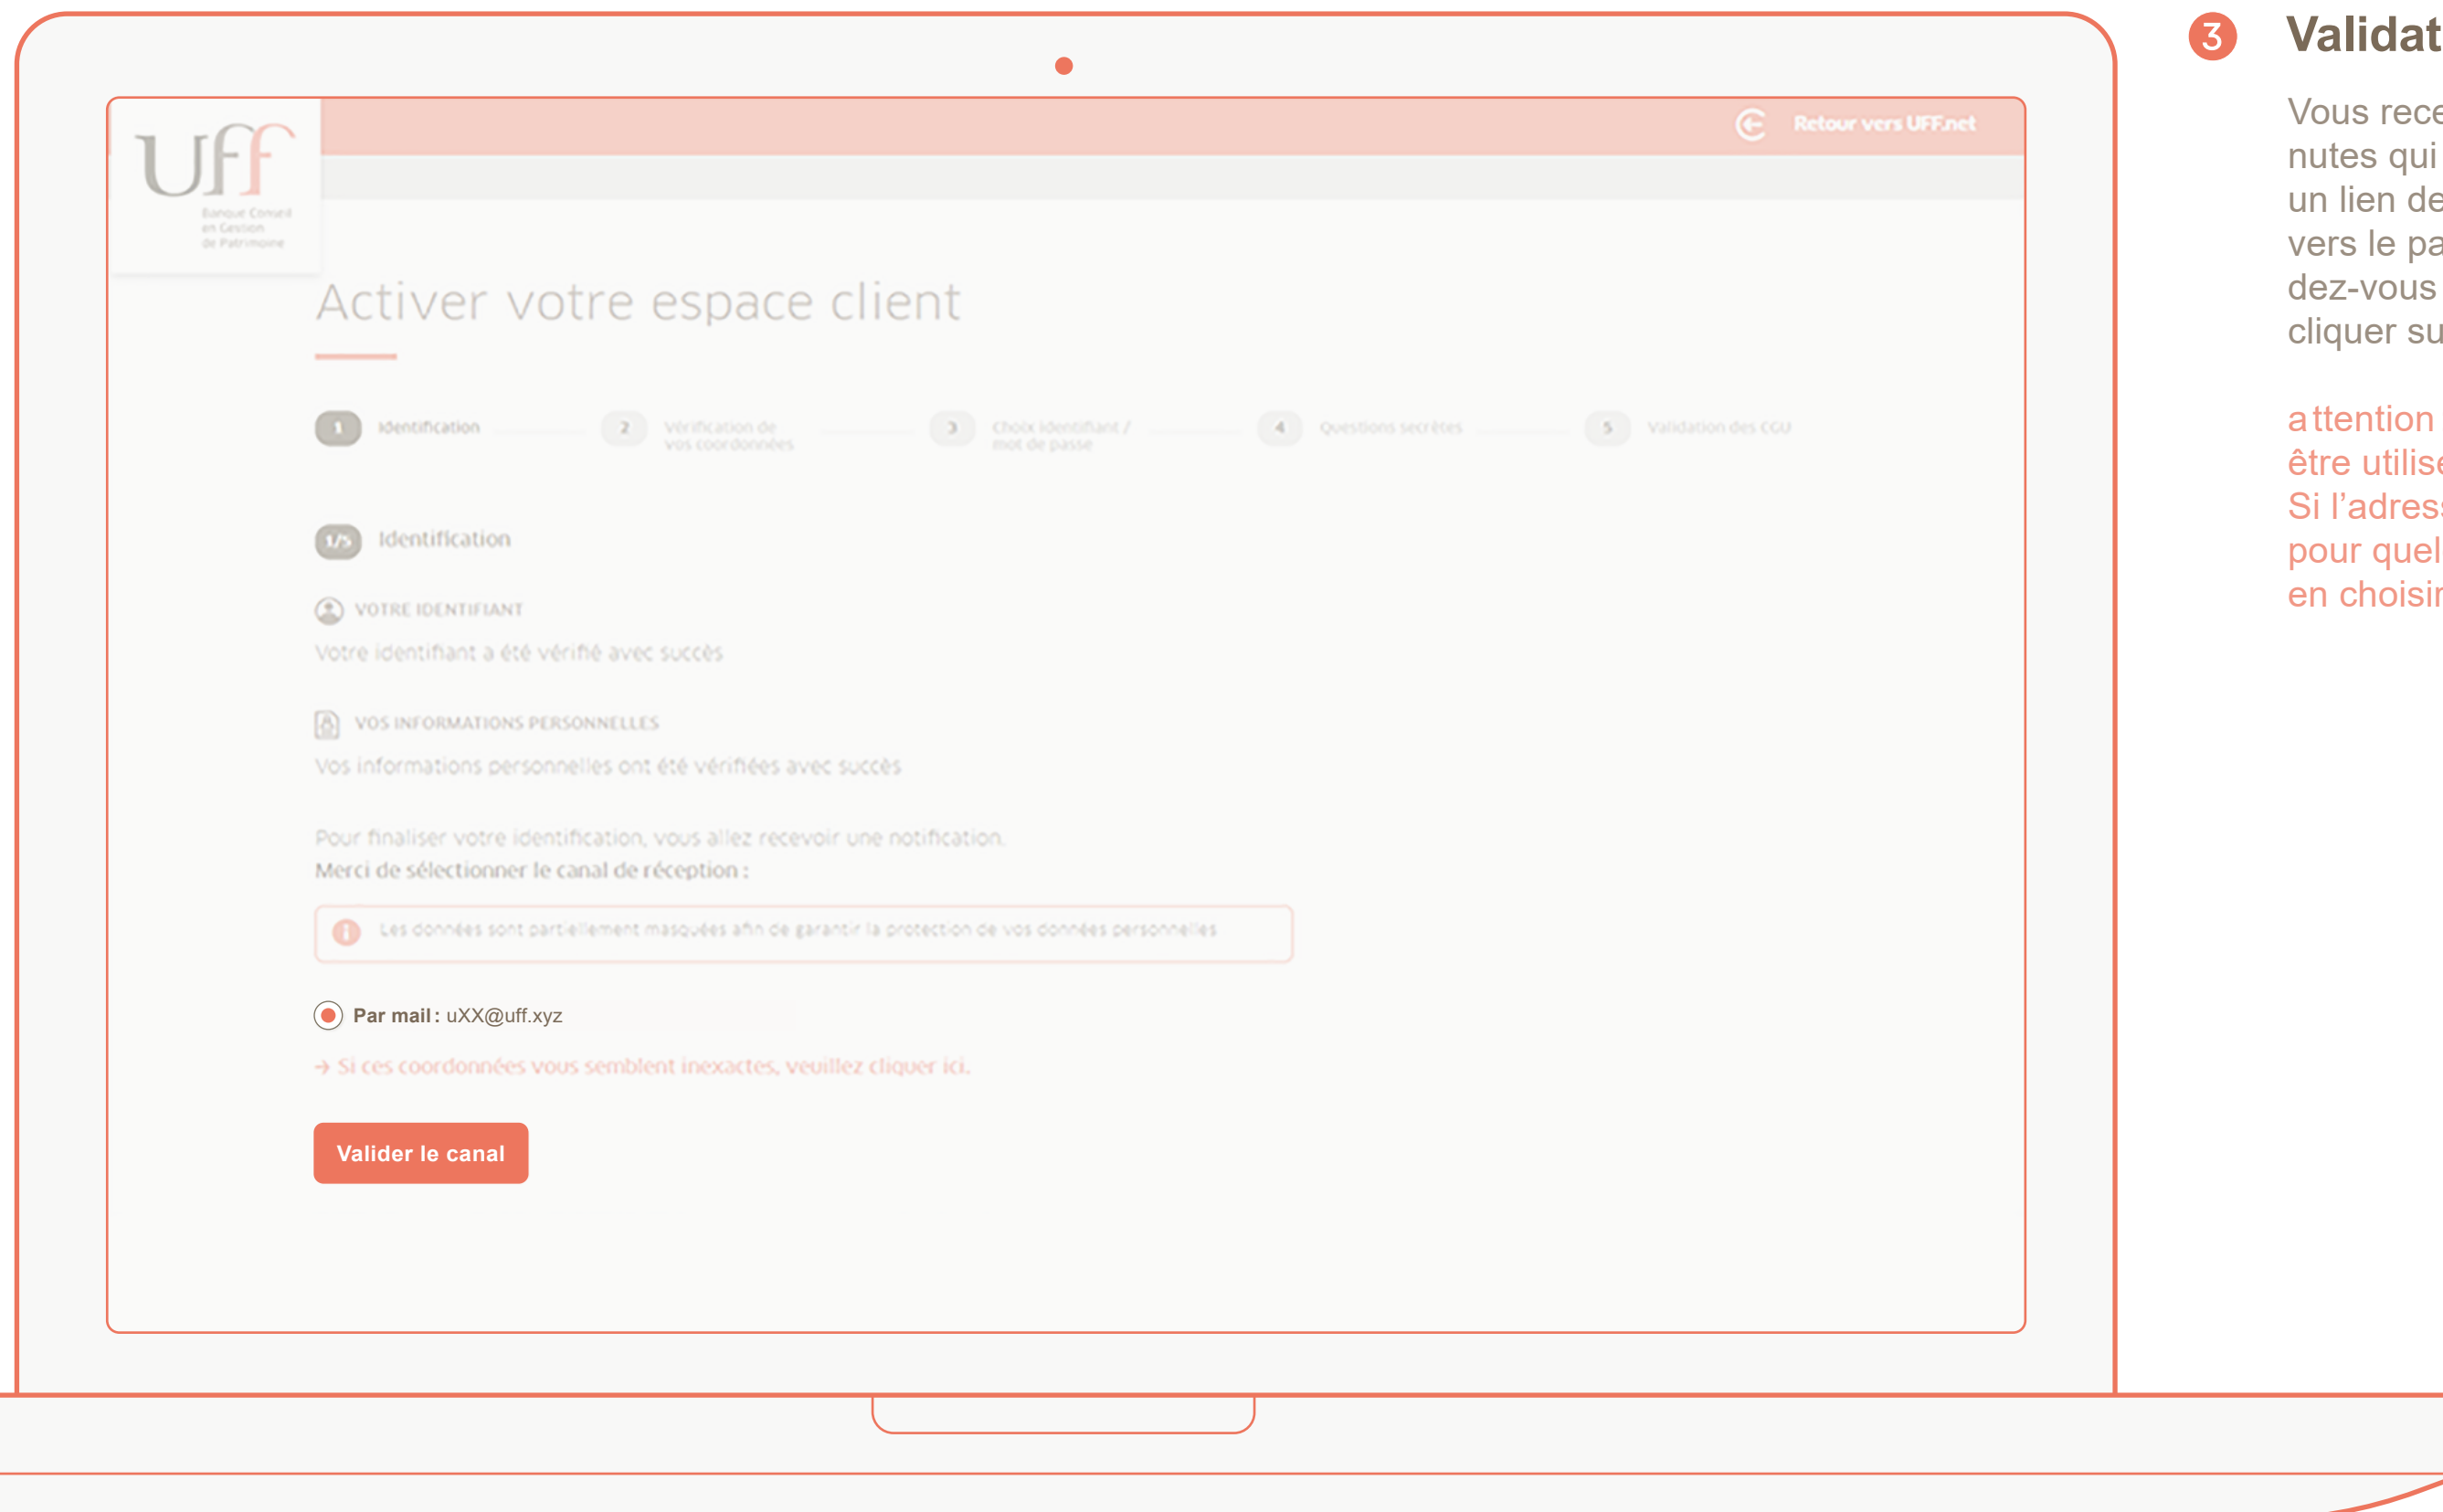 Retour vers UFF.net
uff
Banque Conseil
en Gestion
de Patrimoine
Activer votre espace client
1 Identification
2 Vérification de
vos coordonnées
3 Choix Identifiant /
mot de passe
4 Questions secrètes
5 Validation des CGU
1/5 Identification
VOTRE IDENTIFIANT
Votre identifiant a été vérifié avec succès
VOS INFORMATIONS PERSONNELLES
Vos informations personnelles ont été vérifiées avec succès
Pour finaliser votre identification, vous allez recevoir une notification.
Merci de sélectionner le canal de réception :
Les données sont partiellement masquées afin de garantir la protection de vos données personnelles
Par mail : uXX@uff.xyz
→ Si ces coordonnées vous semblent inexactes, veuillez cliquer ici.
Valider le canal
3 Validat
Vous rece
nutes qui
un lien de
vers le pa
dez-vous
cliquer su
attention
être utilisé
Si l'adress
pour quel
en choisir